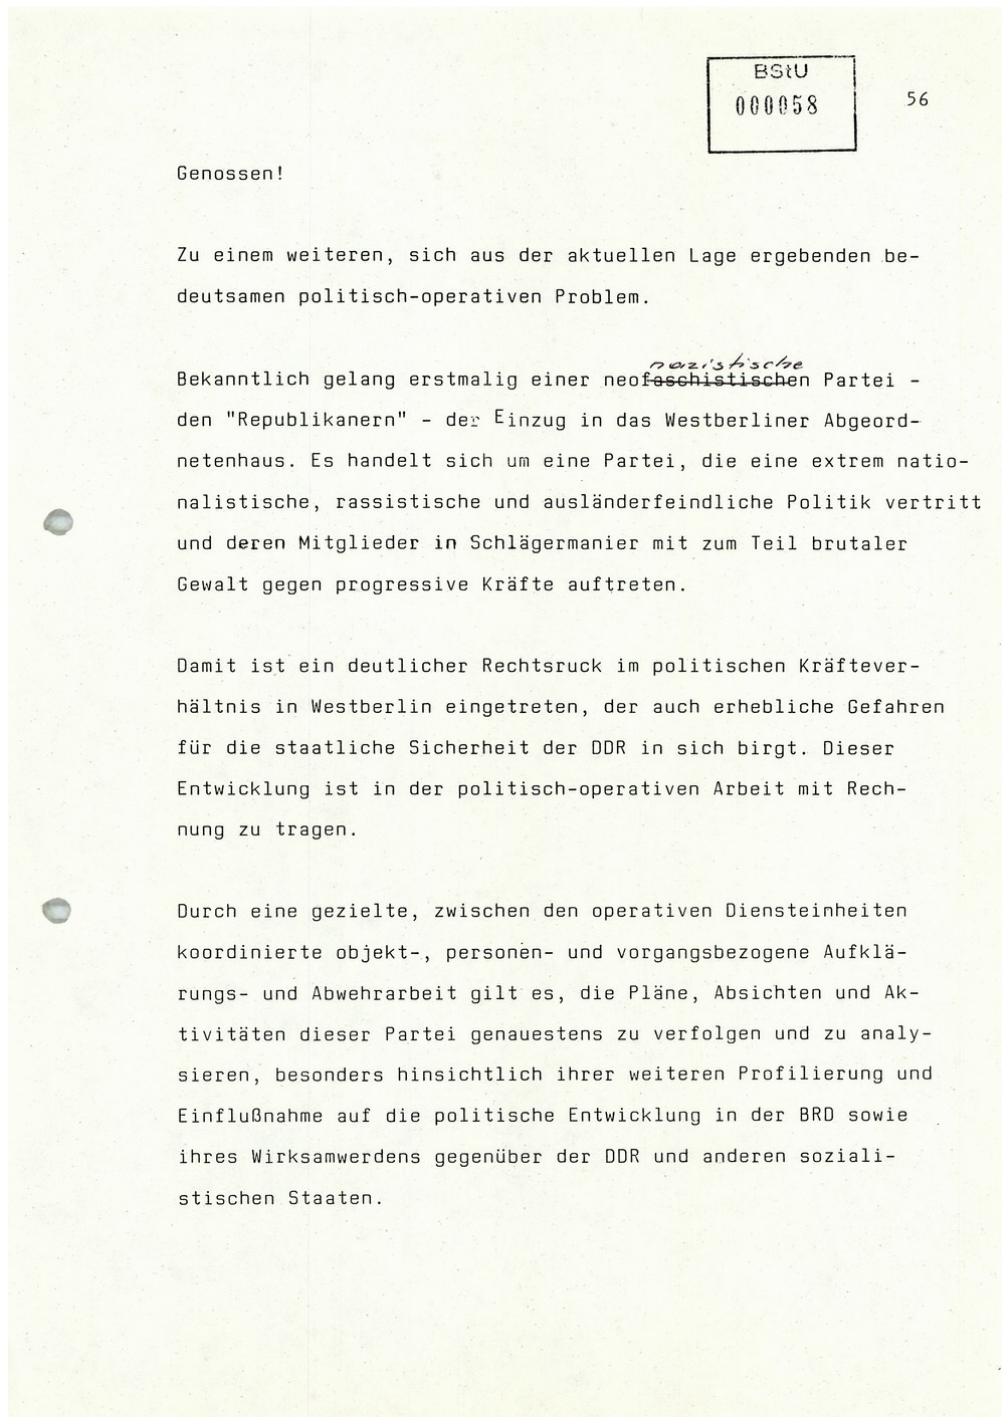 BStU
000058
56
Genossen!
Zu einem weiteren, sich aus der aktuellen Lage ergebenden be-
deutsamen politisch-operativen Problem.
nazistische
Bekanntlich gelang erstmalig einer neofaschistischen Partei -
den "Republikanern" - der Einzug in das Westberliner Abgeord-
netenhaus. Es handelt sich um eine Partei, die eine extrem natio-
nalistische, rassistische und ausländerfeindliche Politik vertritt
und deren Mitglieder in Schlägermanier mit zum Teil brutaler
Gewalt gegen progressive Kräfte auftreten.
Damit ist ein deutlicher Rechtsruck im politischen Kräftever-
hältnis in Westberlin eingetreten, der auch erhebliche Gefahren
für die staatliche Sicherheit der DDR in sich birgt. Dieser
Entwicklung ist in der politisch-operativen Arbeit mit Rech-
nung zu tragen.
Durch eine gezielte, zwischen den operativen Diensteinheiten
koordinierte objekt-, personen- und vorgangsbezogene Aufklä-
rungs- und Abwehrarbeit gilt es, die Pläne, Absichten und Ak-
tivitäten dieser Partei genauestens zu verfolgen und zu analy-
sieren, besonders hinsichtlich ihrer weiteren Profilierung und
Einflußnahme auf die politische Entwicklung in der BRD sowie
ihres Wirksamwerdens gegenüber der DDR und anderen soziali-
stischen Staaten.